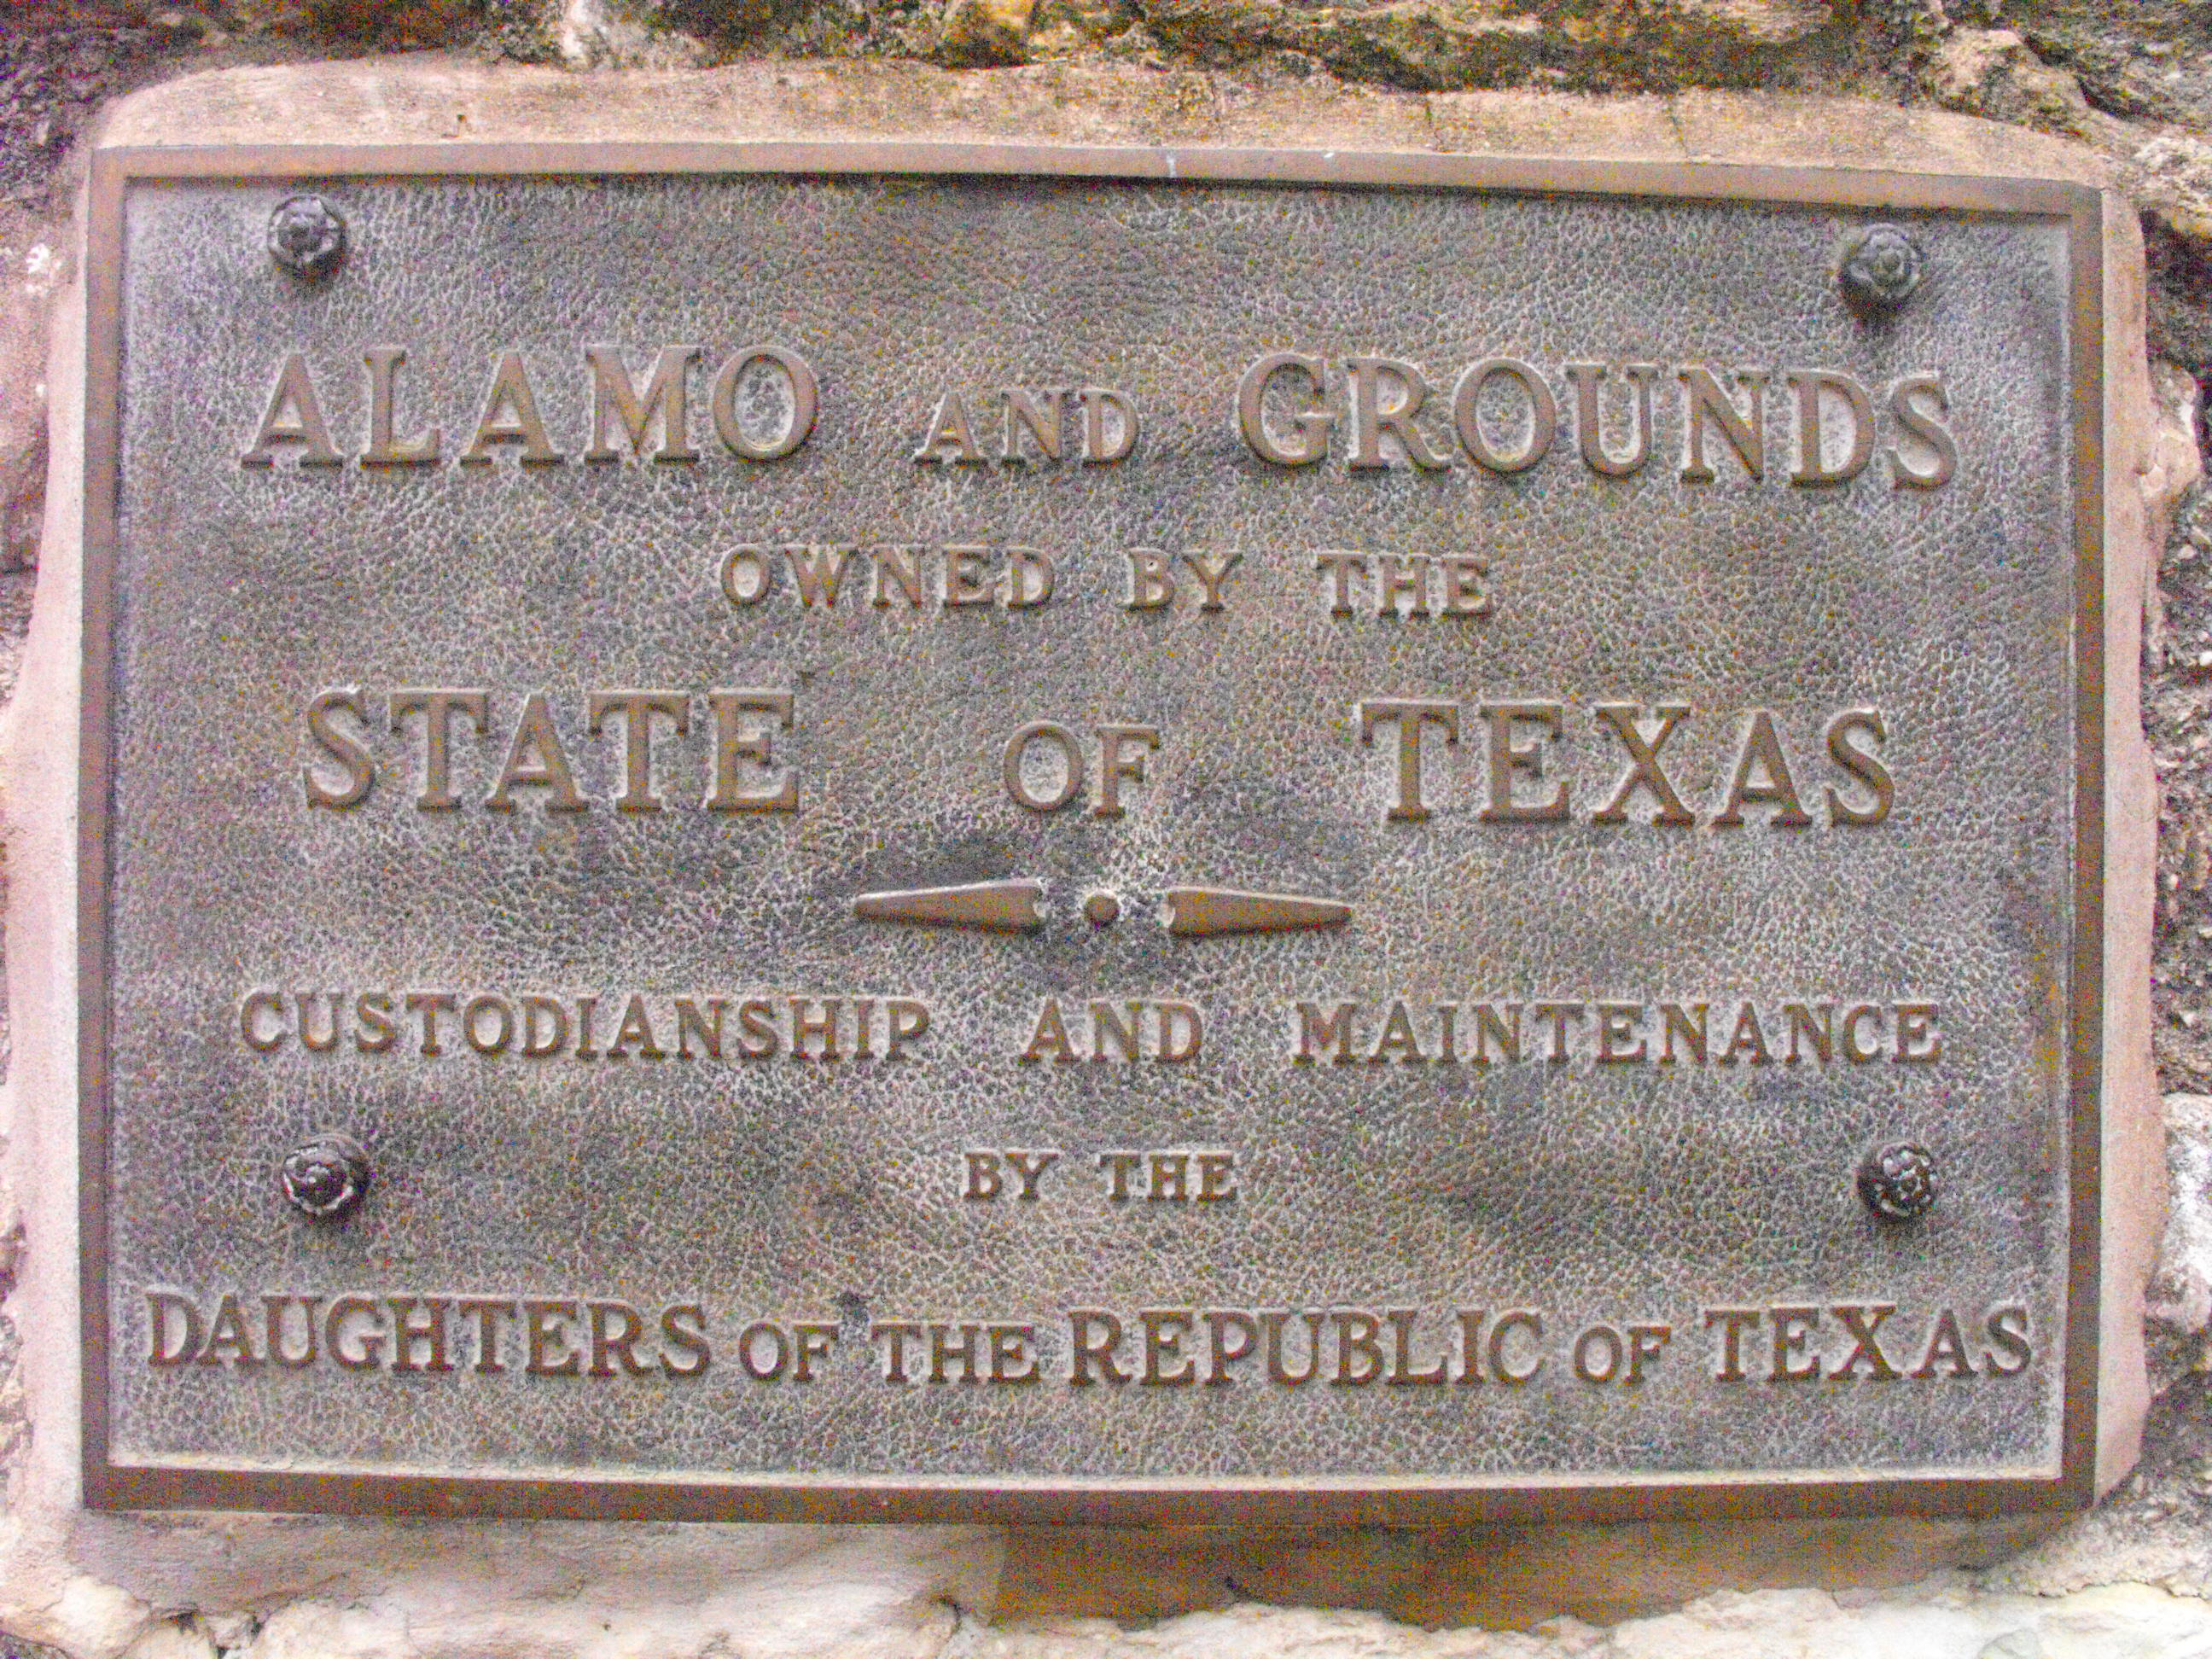 ALAMO AND GROUNDS
OWNED BY THE
STATE OF TEXAS
CUSTODIANSHIP AND MAINTENANCE
BY THE
DAUGHTERS OF THE REPUBLIC OF TEXAS